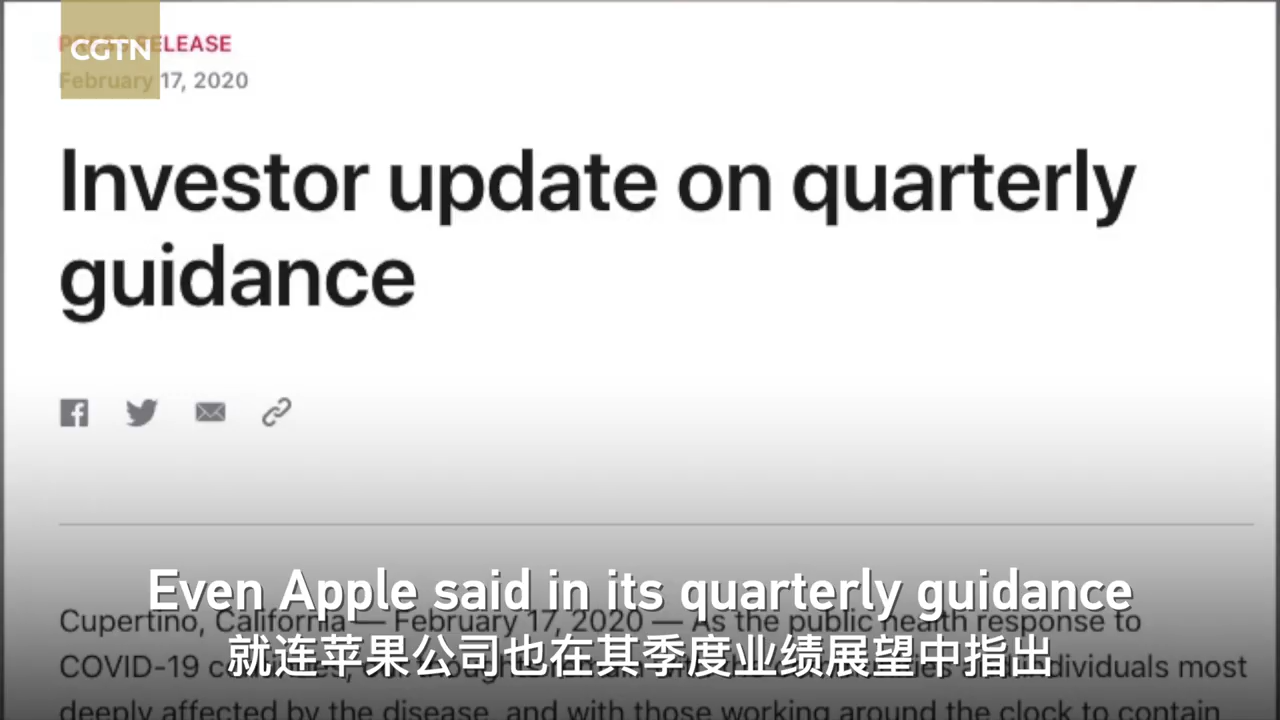 CGTN
PRESS RELEASE
February 17, 2020
Investor update on quarterly
guidance
Even Apple said in its quarterly guidance
Cupertino, California — February 17, 2020 — As the public health response to
就连苹果公司也在其季度业绩展望中指出
COVID-19 individuals most
deeply affected by the disease, and with those working around the clock to contain